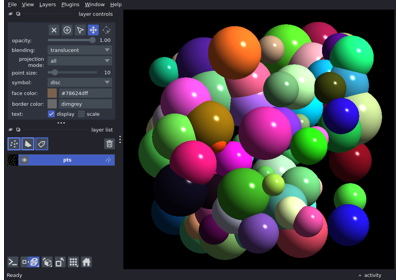 File View Layers Plugins Window Help
layer controls
opacity: 1.00
blending: translucent
projection mode: all
point size: 10
symbol: disc
face color: #78624dff
border color: dimgrey
text: display scale
layer list
pts
Ready
activity